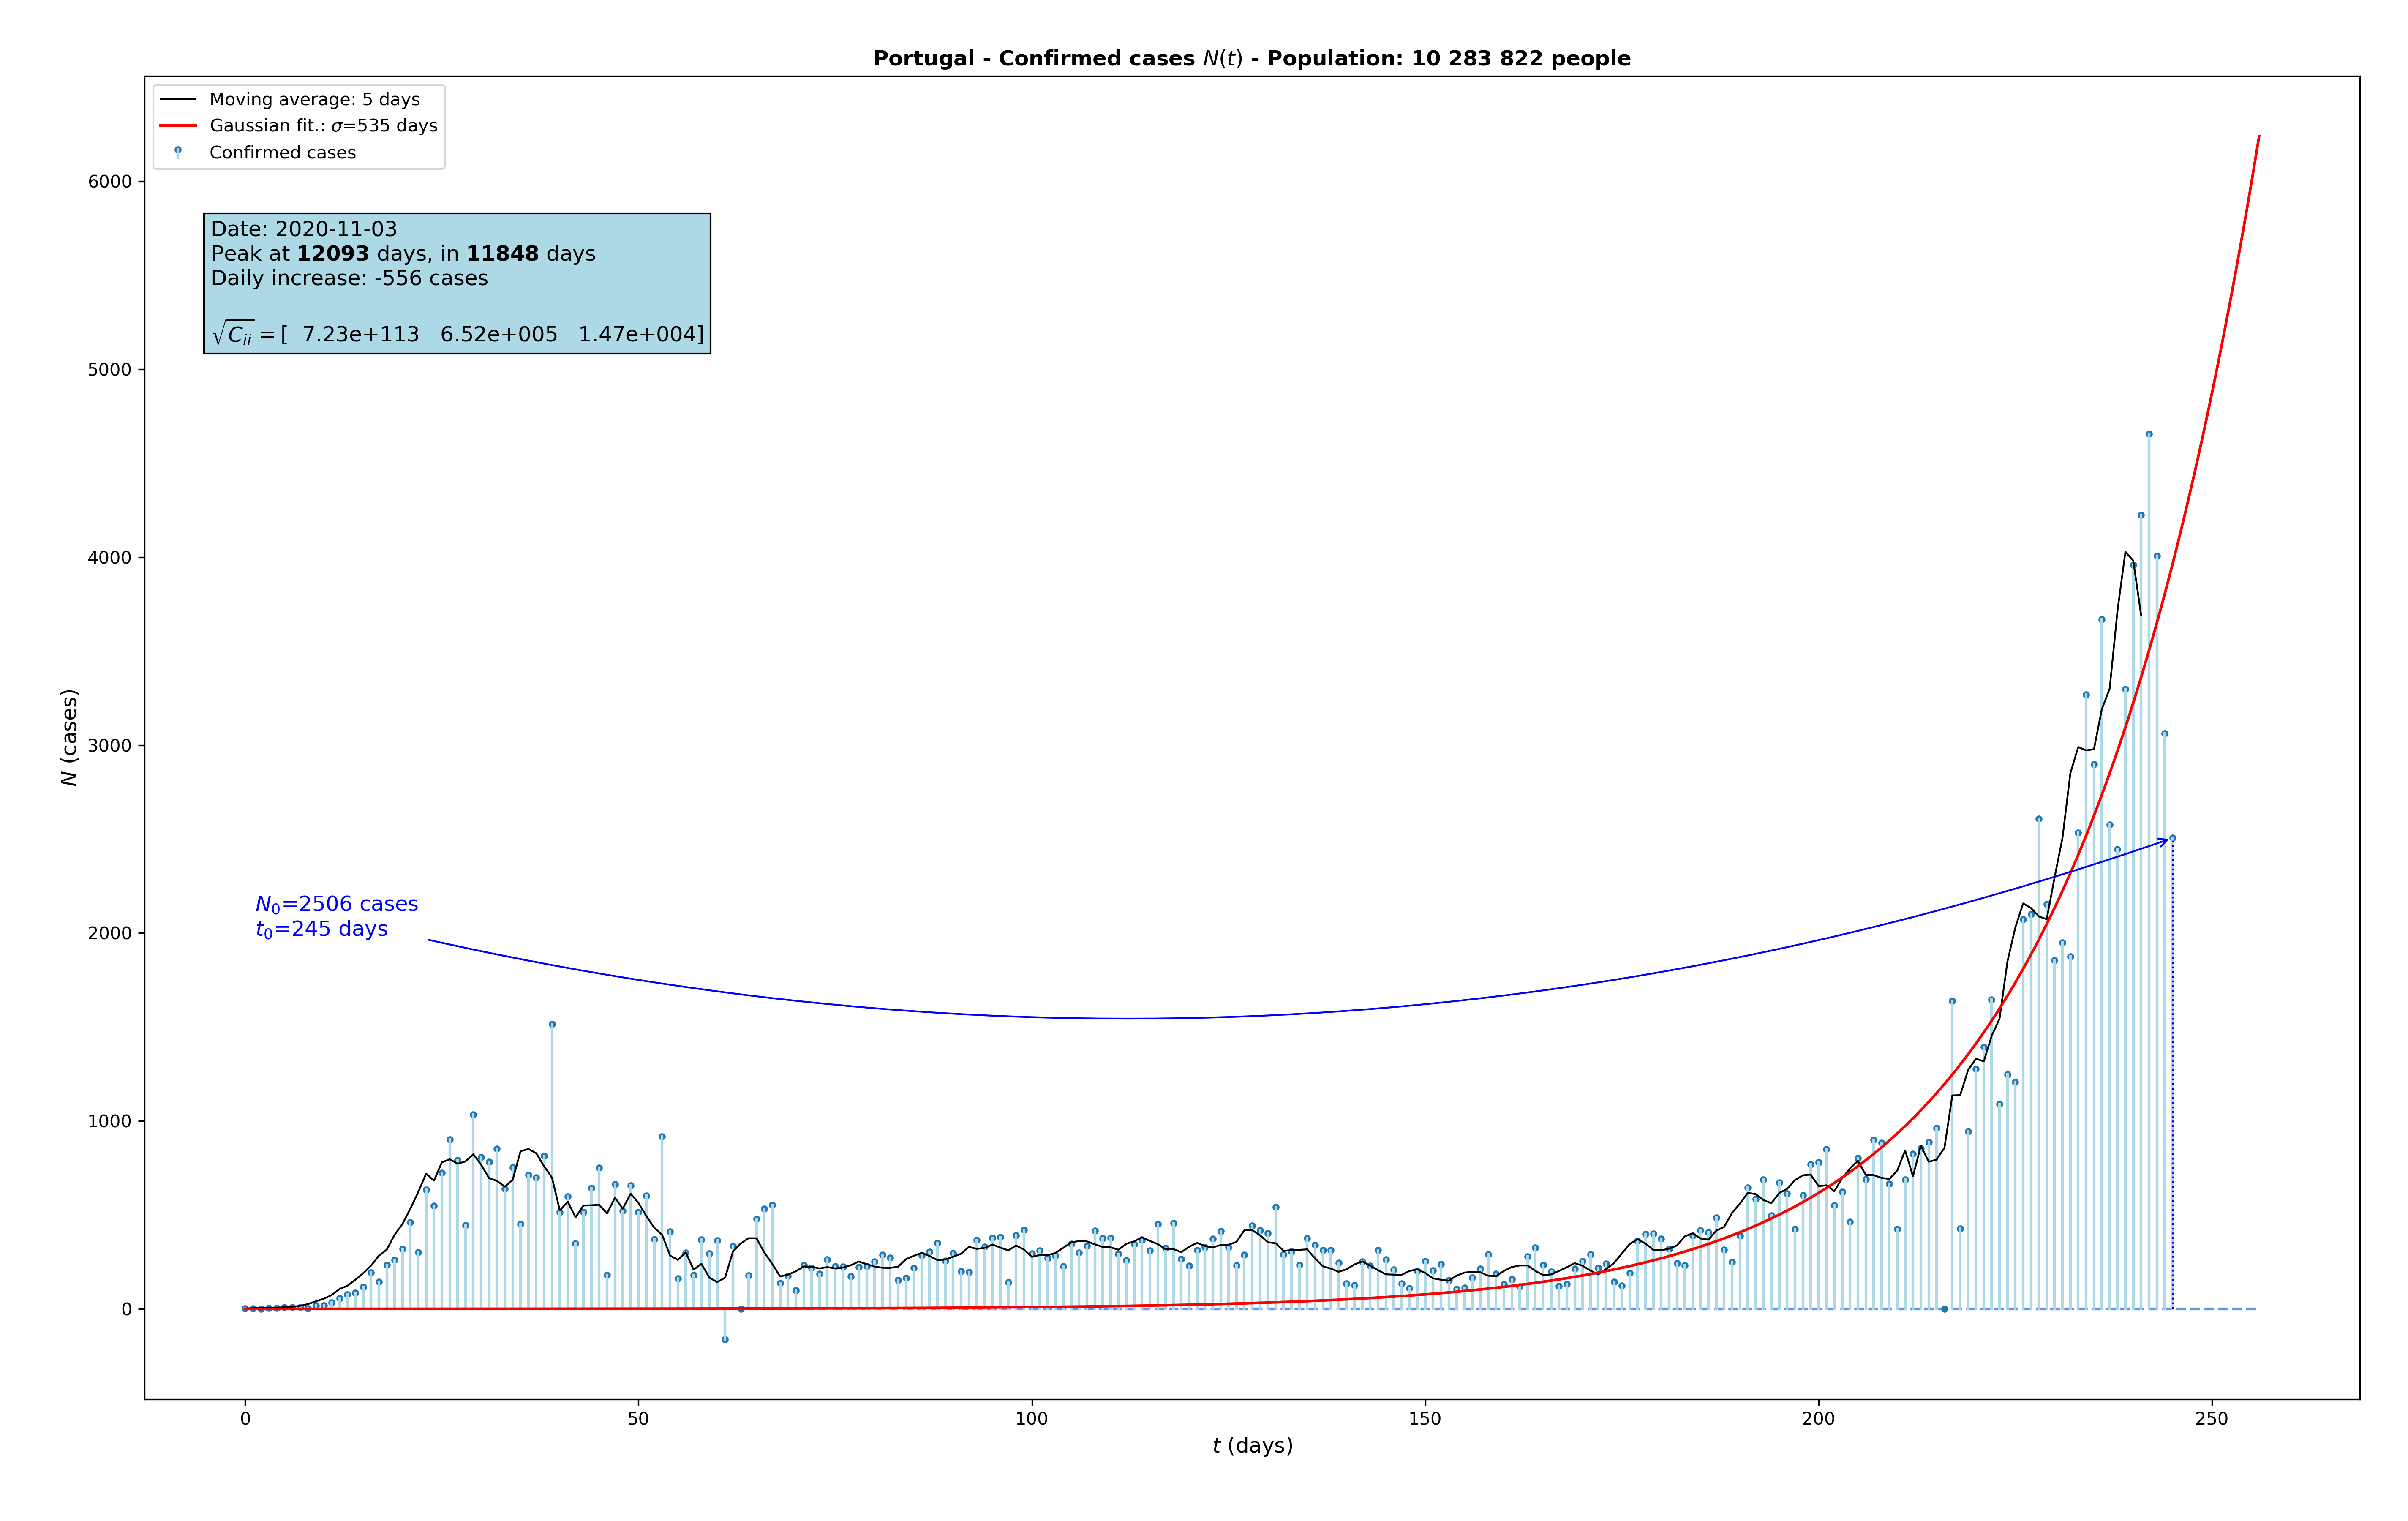 Portugal - Confirmed cases N(t) - Population: 10 283 822 people
Moving average: 5 days
Gaussian fit.: σ=535 days
Confirmed cases
Date: 2020-11-03
Peak at 12093 days, in 11848 days
Daily increase: -556 cases
√Cᵢᵢ = [ 7.23e+113 6.52e+005 1.47e+004]
N₀=2506 cases
t₀=245 days
N (cases)
6000
5000
4000
3000
2000
1000
0
0 50 100 150 200 250
t (days)